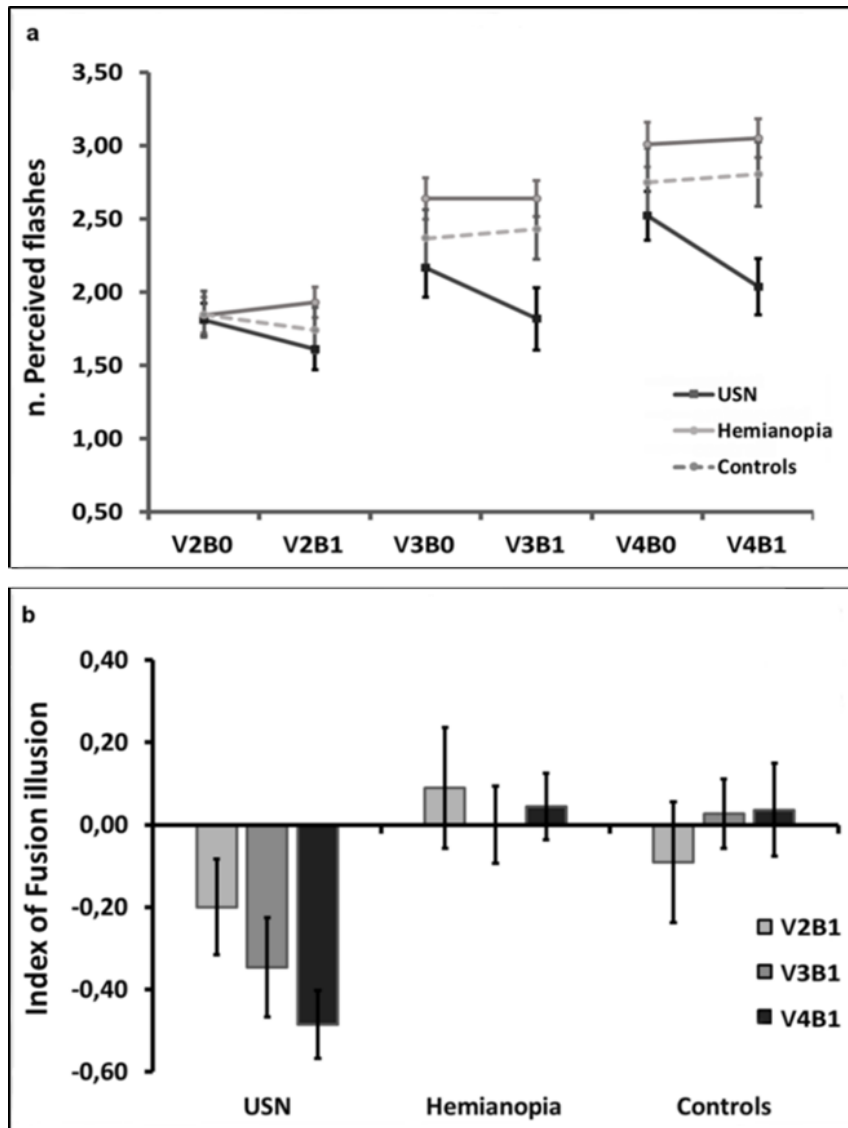 a
n. Perceived flashes
3,50
3,00
2,50
2,00
1,50
1,00
0,50
USN
Hemianopia
Controls
V2B0 V2B1 V3B0 V3B1 V4B0 V4B1
b
Index of Fusion illusion
0,40
0,20
0,00
-0,20
-0,40
-0,60
V2B1
V3B1
V4B1
USN Hemianopia Controls